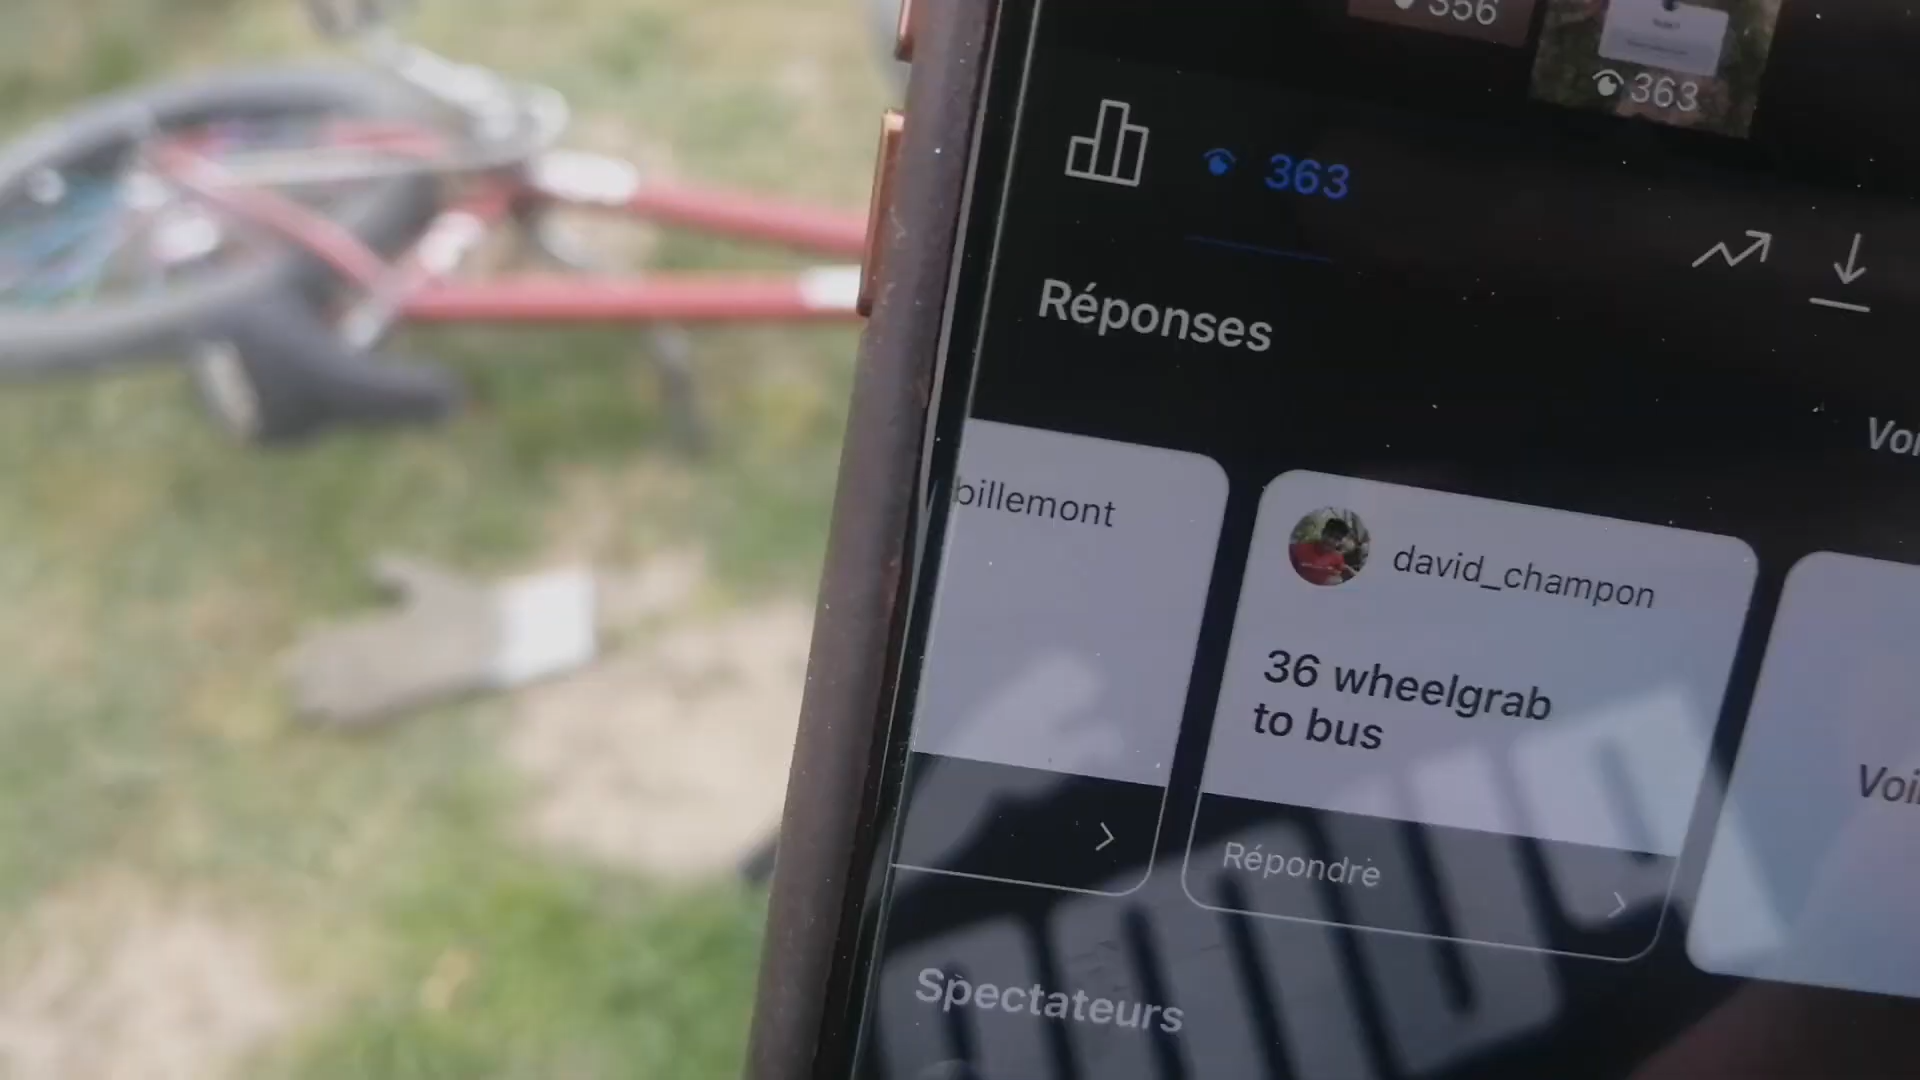 356
363
363
Réponses
billemont
david_champon
36 wheelgrab
to bus
Répondre
Spectateurs